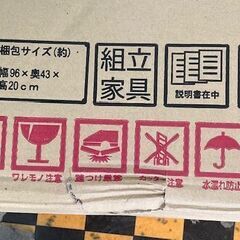 梱包サイズ(約)
幅96×奥43×
高20cm
組立
家具
説明書在中
ワレモノ注意
踏つけ厳禁
カッター注意
水濡れ防止